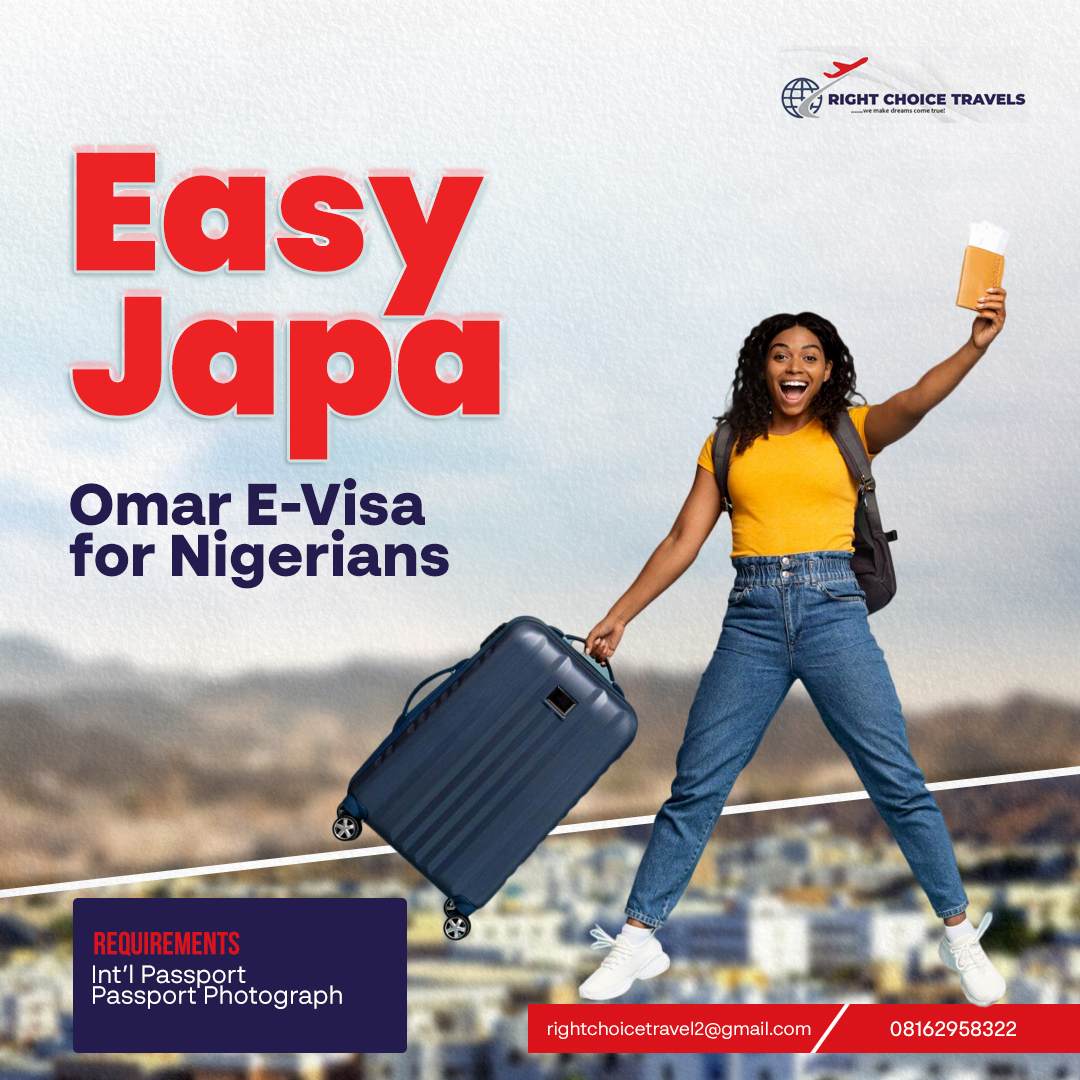 RIGHT CHOICE TRAVELS
.......we make dreams come true!
Easy
Japa
Omar E-Visa
for Nigerians
REQUIREMENTS
Int'l Passport
Passport Photograph
rightchoicetravel2@gmail.com
08162958322